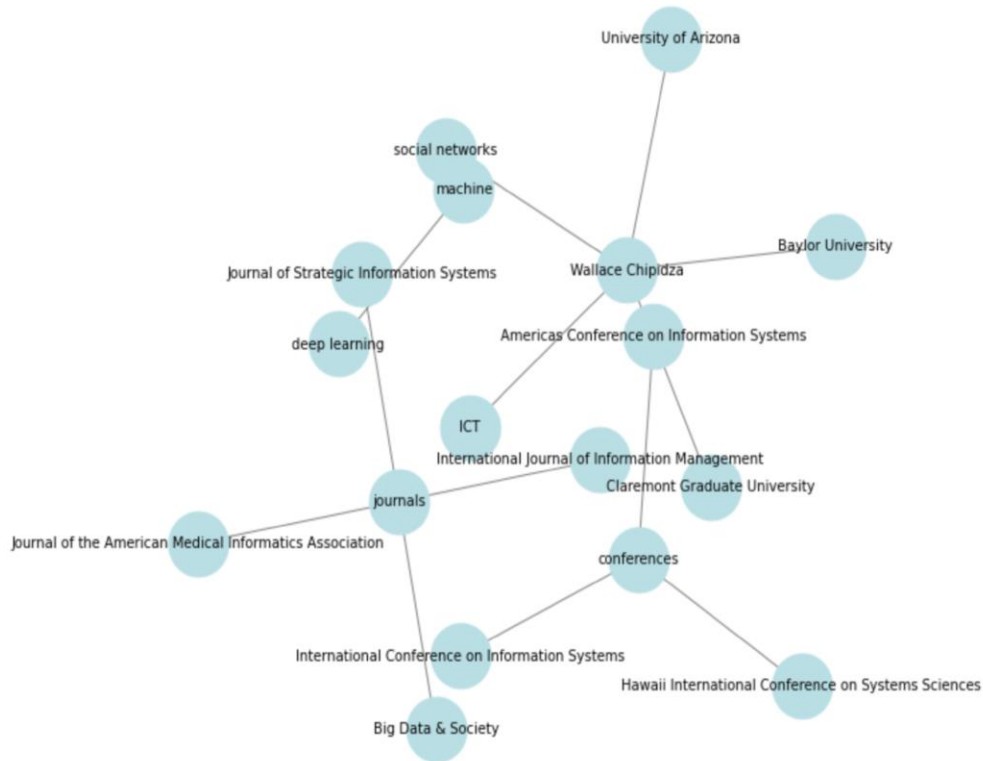 University of Arizona
social networks
machine
Baylor University
Wallace Chipidza
Journal of Strategic Information Systems
Americas Conference on Information Systems
deep learning
ICT
International Journal of Information Management
Claremont Graduate University
journals
Journal of the American Medical Informatics Association
conferences
International Conference on Information Systems
Hawaii International Conference on Systems Sciences
Big Data & Society